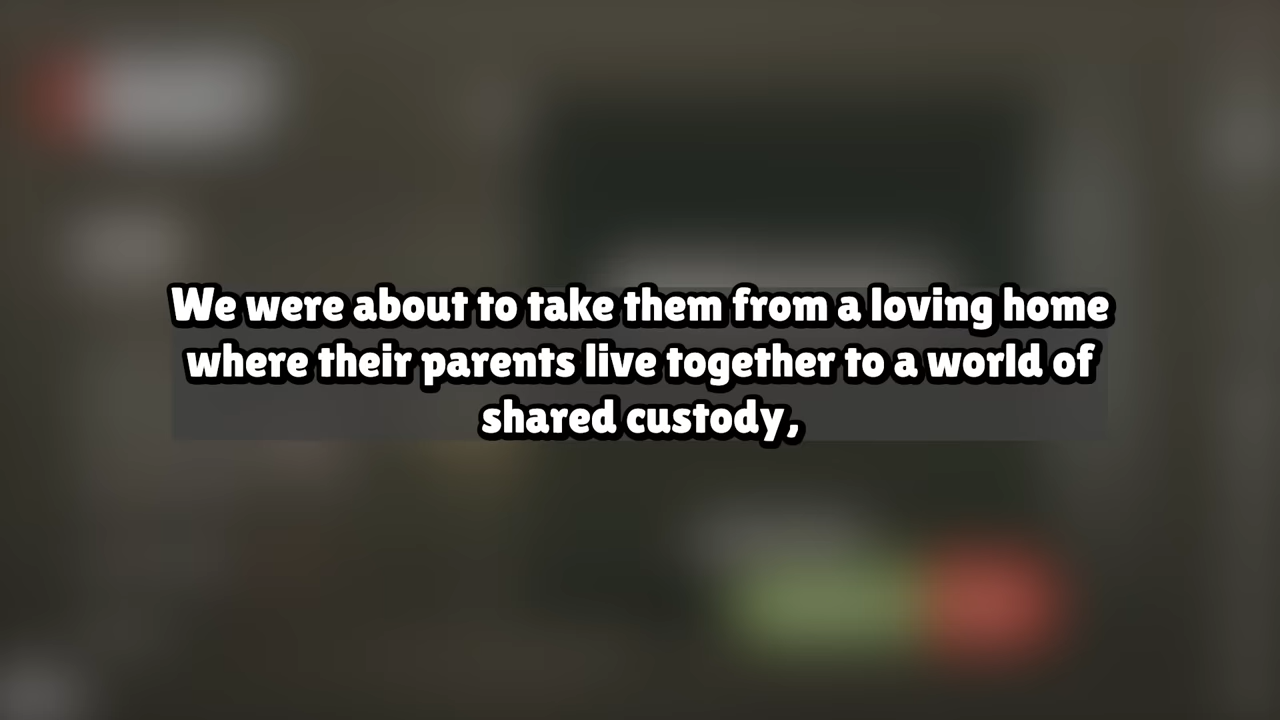 We were about to take them from a loving home
where their parents live together to a world of
shared custody,